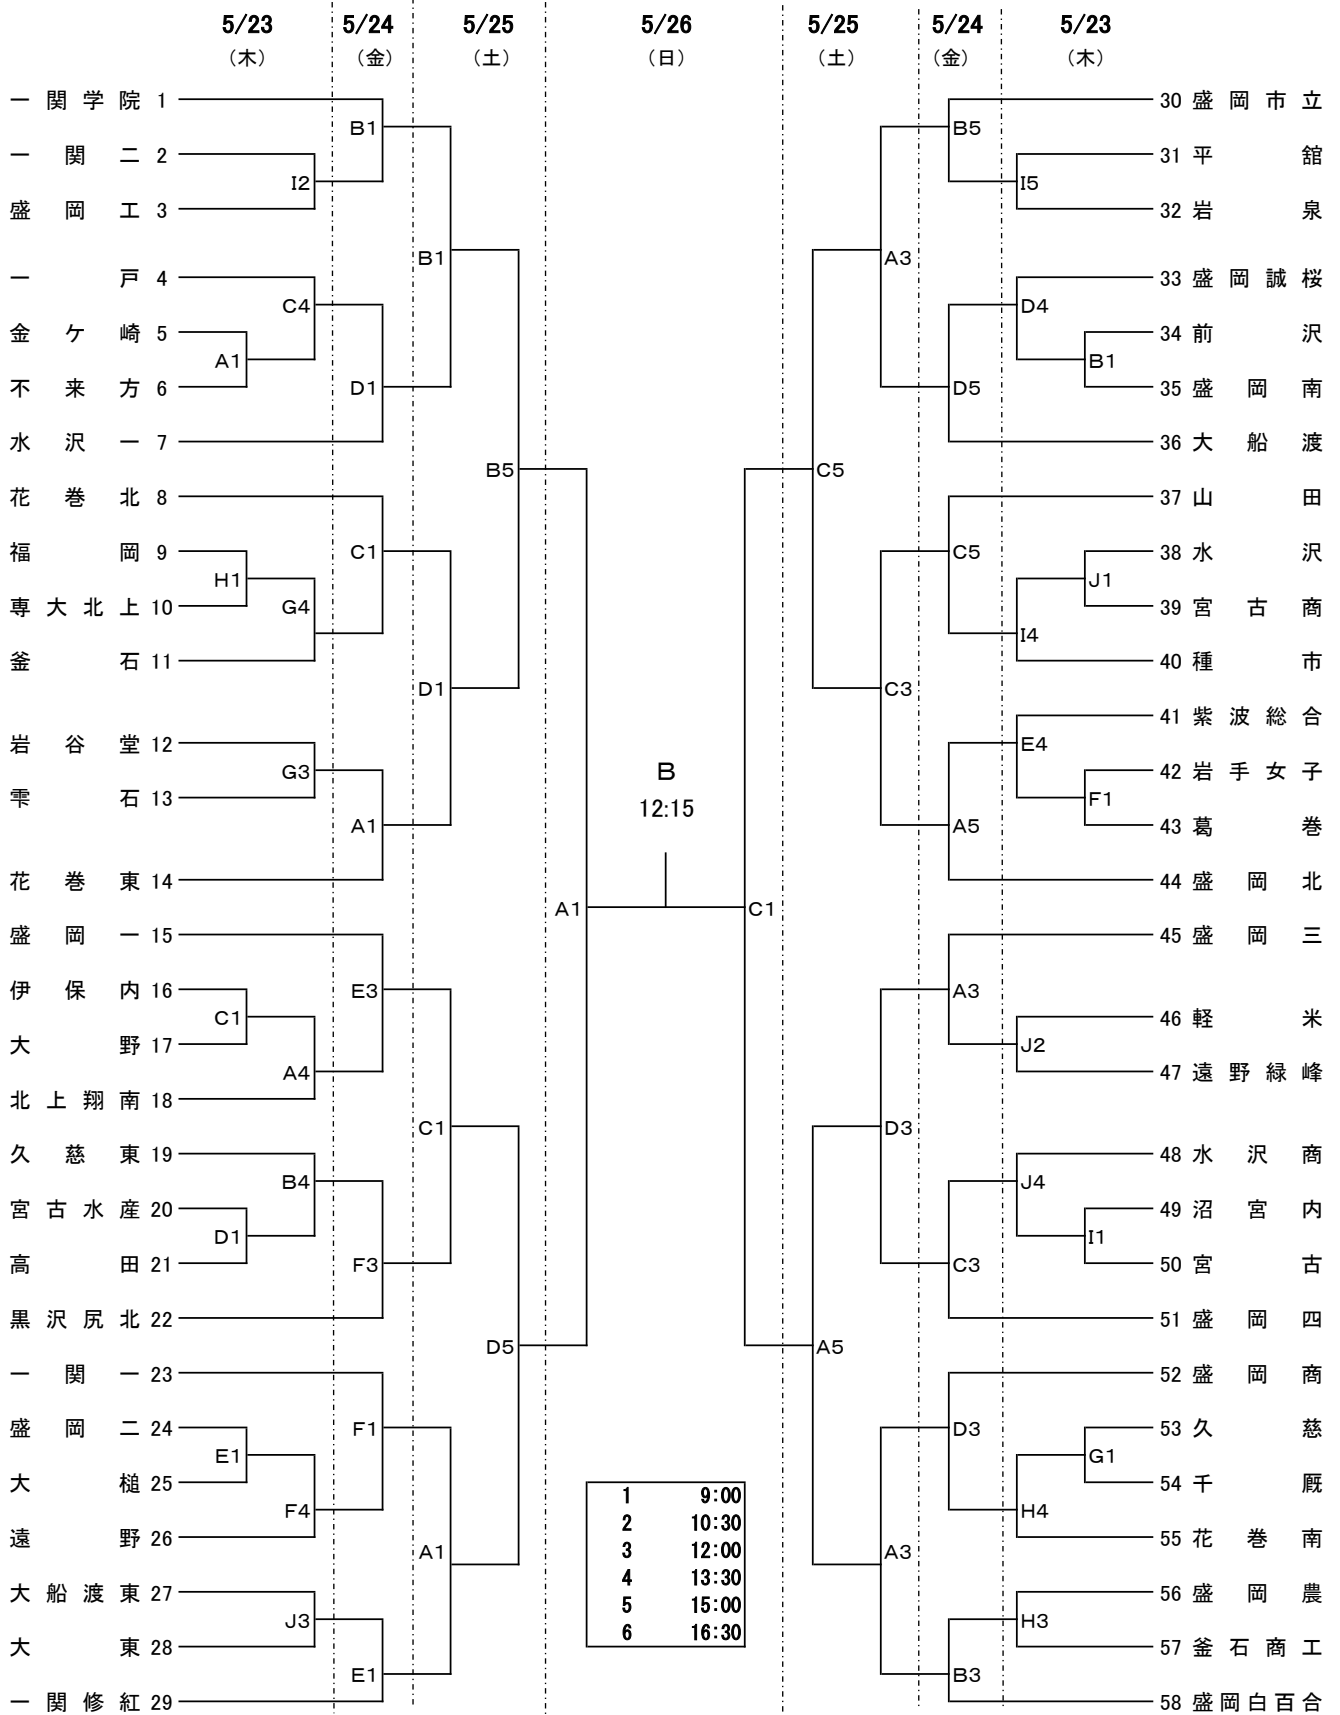 5/23 5/24 5/25 5/26 5/25 5/24 5/23
（木） （金） （土） （日） （土） （金） （木）
一関学院 1
B1
一関二 2
I2
盛岡工 3
B1
一戸 4
C4
金ケ崎 5
A1
不来方 6
D1
水沢一 7
B5
花巻北 8
福岡 9
C1
H1
専大北上 10
G4
釜石 11
D1
岩谷堂 12
G3
雫石 13
A1
花巻東 14
A1
盛岡一 15
伊保内 16
E3
C1
大野 17
A4
北上翔南 18
C1
久慈東 19
B4
宮古水産 20
D1
高田 21
F3
黒沢尻北 22
D5
一関一 23
盛岡二 24
F1
E1
大槌 25
F4
遠野 26
A1
大船渡東 27
J3
大東 28
E1
一関修紅 29
B
12:15
1 9:00
2 10:30
3 12:00
4 13:30
5 15:00
6 16:30
30 盛岡市立
B5
31 平舘
I5
32 岩泉
A3
33 盛岡誠桜
D4
34 前沢
B1
35 盛岡南
D5
36 大船渡
C5
37 山田
38 水沢
C5
J1
39 宮古商
I4
40 種市
C3
41 紫波総合
E4
42 岩手女子
F1
43 葛巻
A5
44 盛岡北
C1
45 盛岡三
A3
46 軽米
J2
47 遠野緑峰
D3
48 水沢商
J4
49 沼宮内
I1
50 宮古
C3
51 盛岡四
A5
52 盛岡商
53 久慈
D3
G1
54 千厩
H4
55 花巻南
A3
56 盛岡農
H3
57 釜石商工
B3
58 盛岡白百合